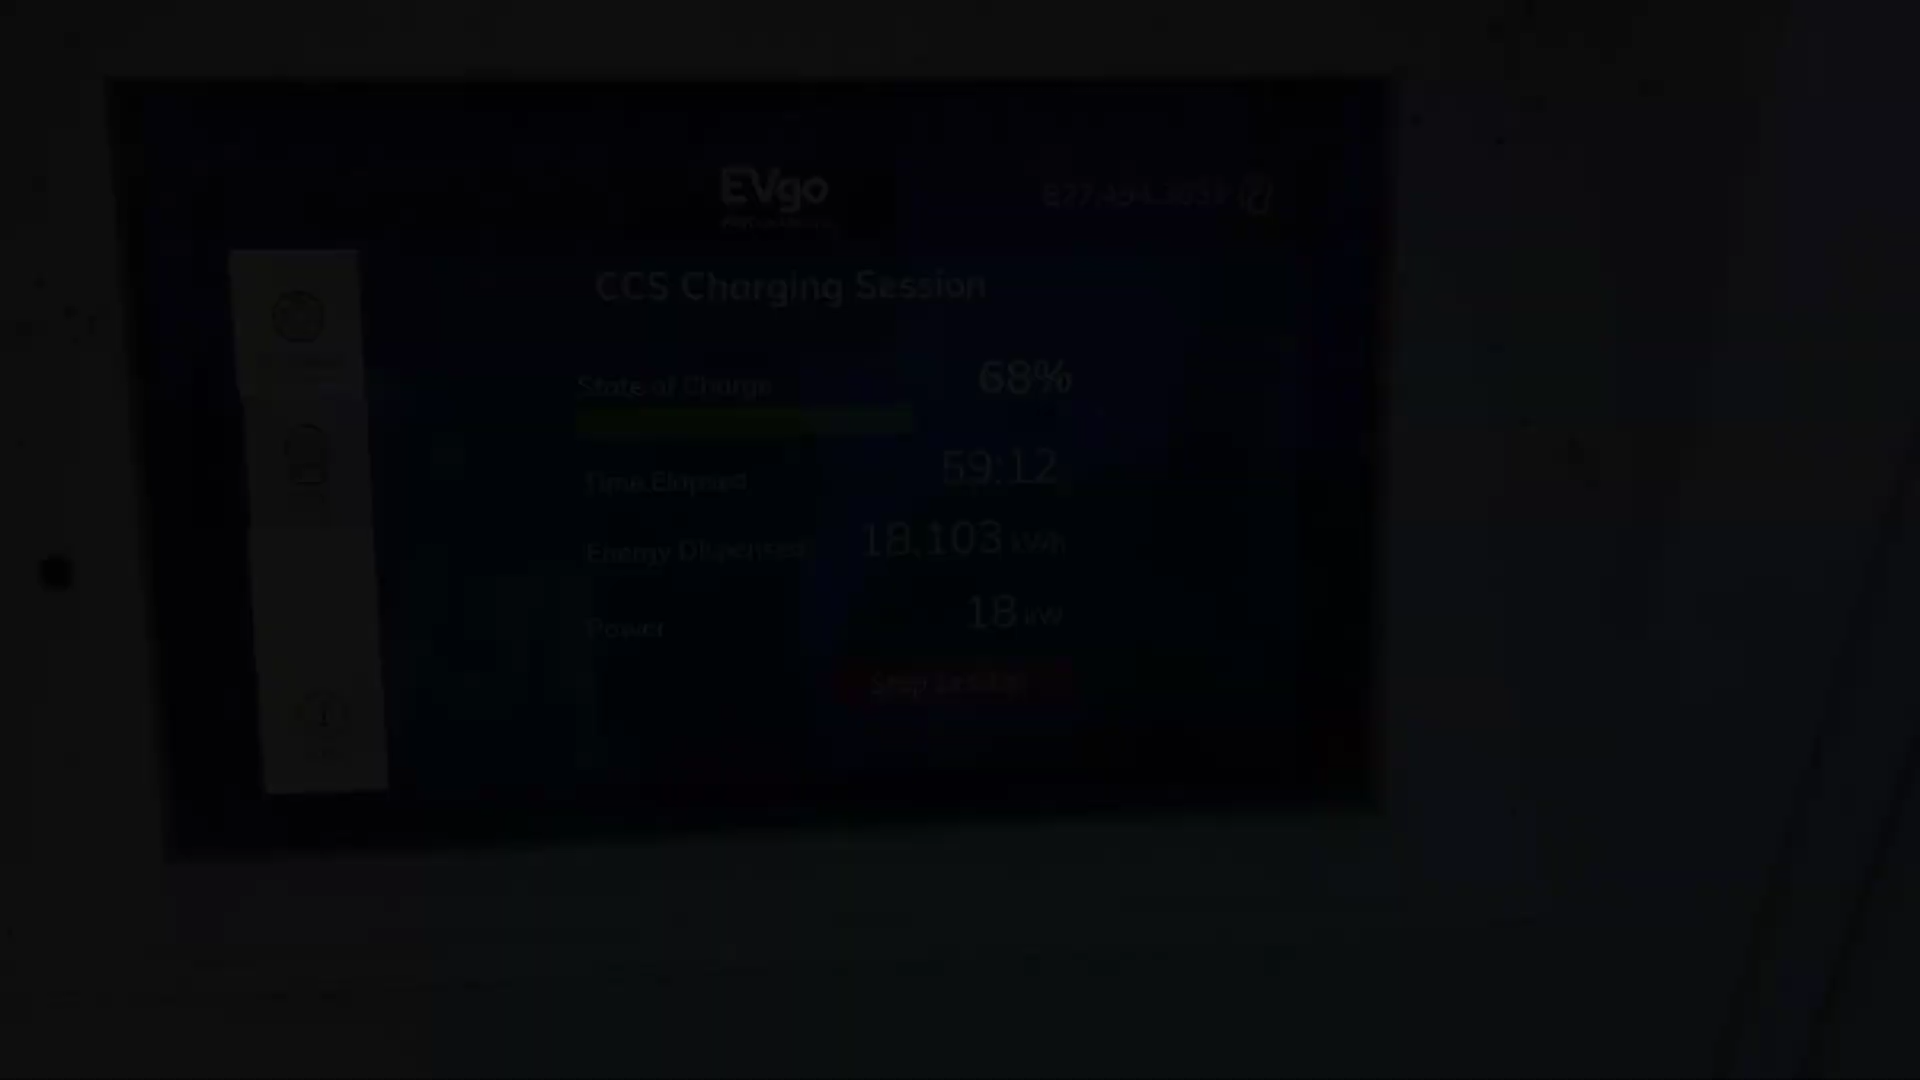 EVgo
CCS Charging Session
State of Charge 68%
Time Elapsed 59:12
Energy Dispensed 18.103 kWh
Power 18 kW
Stop